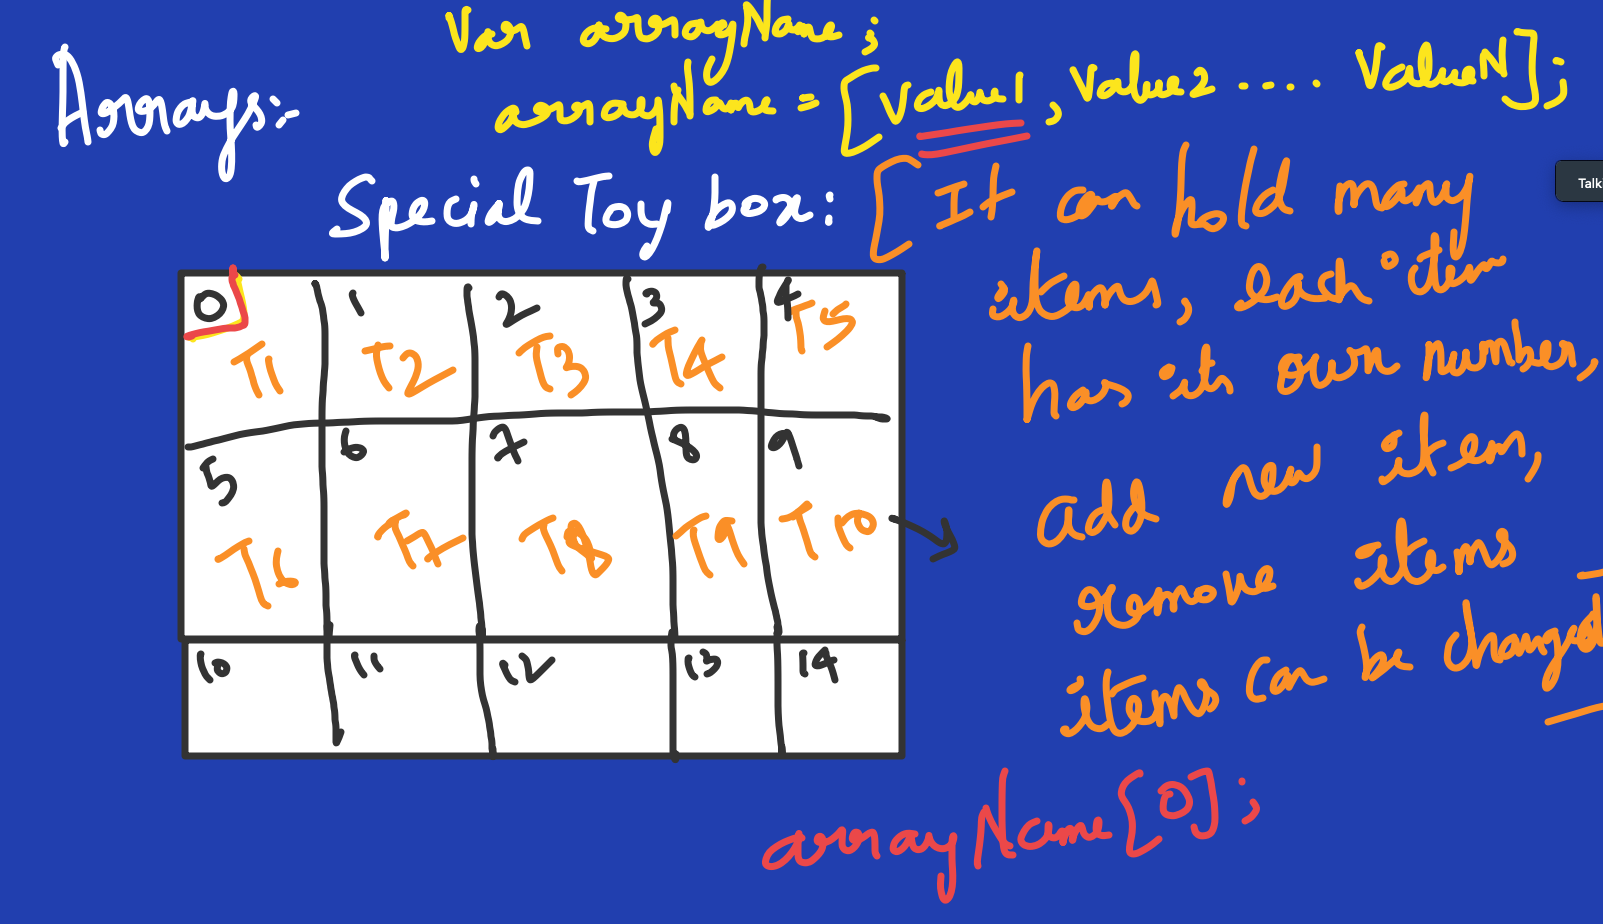 Var arrayName;
Arrays:-
arrayName = [Value1, Value2 .... ValueN];
Special Toy box: [It can hold many
items, each item
has its own number,
add new item,
remove items
items can be changed
0 1 2 3 4
T1 T2 T3 T4 T5
5 6 7 8 9
T6 T7 T8 T9 T10
10 11 12 13 14
arrayName[0];
Talk